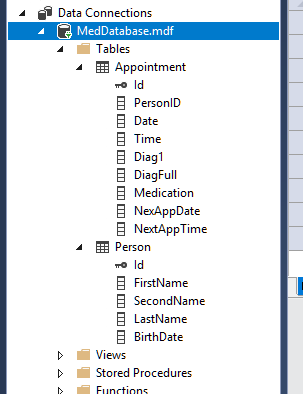 Data Connections
MedDatabase.mdf
Tables
Appointment
Id
PersonID
Date
Time
Diag1
DiagFull
Medication
NexAppDate
NextAppTime
Person
Id
FirstName
SecondName
LastName
BirthDate
Views
Stored Procedures
Functions